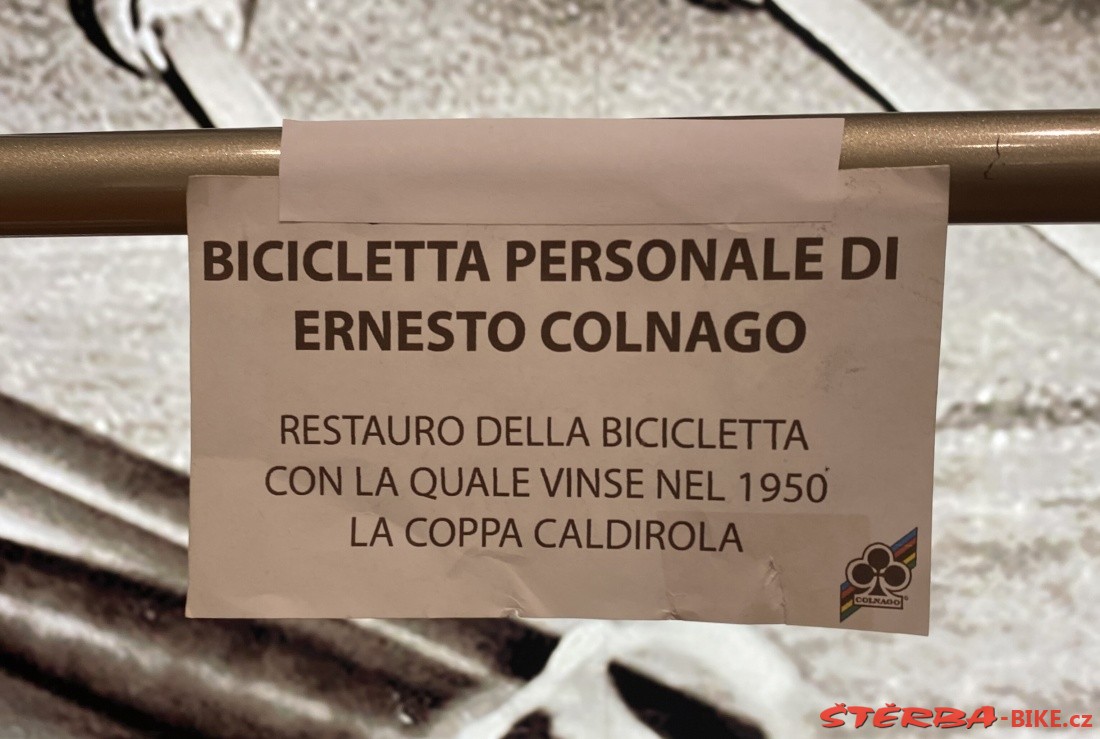 BICICLETTA PERSONALE DI
ERNESTO COLNAGO
RESTAURO DELLA BICICLETTA
CON LA QUALE VINSE NEL 1950
LA COPPA CALDIROLA
COLNAGO®
ŠTĚRBA-BIKE.cz